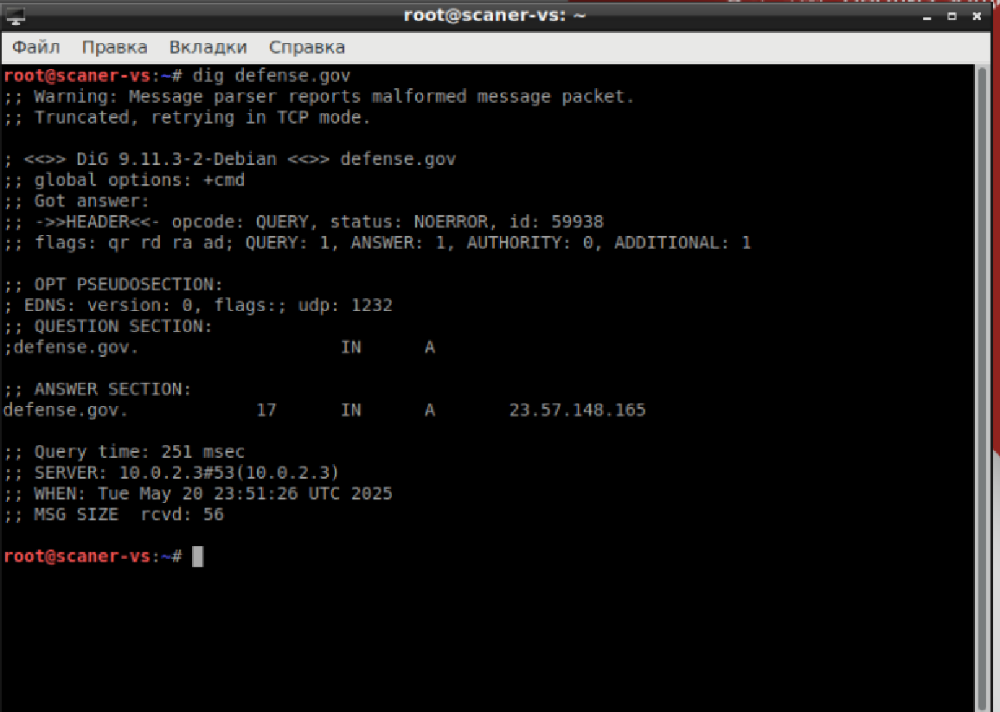 root@scaner-vs: ~
Файл Правка Вкладки Справка
root@scaner-vs:~# dig defense.gov
;; Warning: Message parser reports malformed message packet.
;; Truncated, retrying in TCP mode.

; <<>> DiG 9.11.3-2-Debian <<>> defense.gov
;; global options: +cmd
;; Got answer:
;; ->>HEADER<<- opcode: QUERY, status: NOERROR, id: 59938
;; flags: qr rd ra ad; QUERY: 1, ANSWER: 1, AUTHORITY: 0, ADDITIONAL: 1

;; OPT PSEUDOSECTION:
; EDNS: version: 0, flags:; udp: 1232
;; QUESTION SECTION:
;defense.gov. IN A

;; ANSWER SECTION:
defense.gov. 17 IN A 23.57.148.165

;; Query time: 251 msec
;; SERVER: 10.0.2.3#53(10.0.2.3)
;; WHEN: Tue May 20 23:51:26 UTC 2025
;; MSG SIZE rcvd: 56

root@scaner-vs:~#